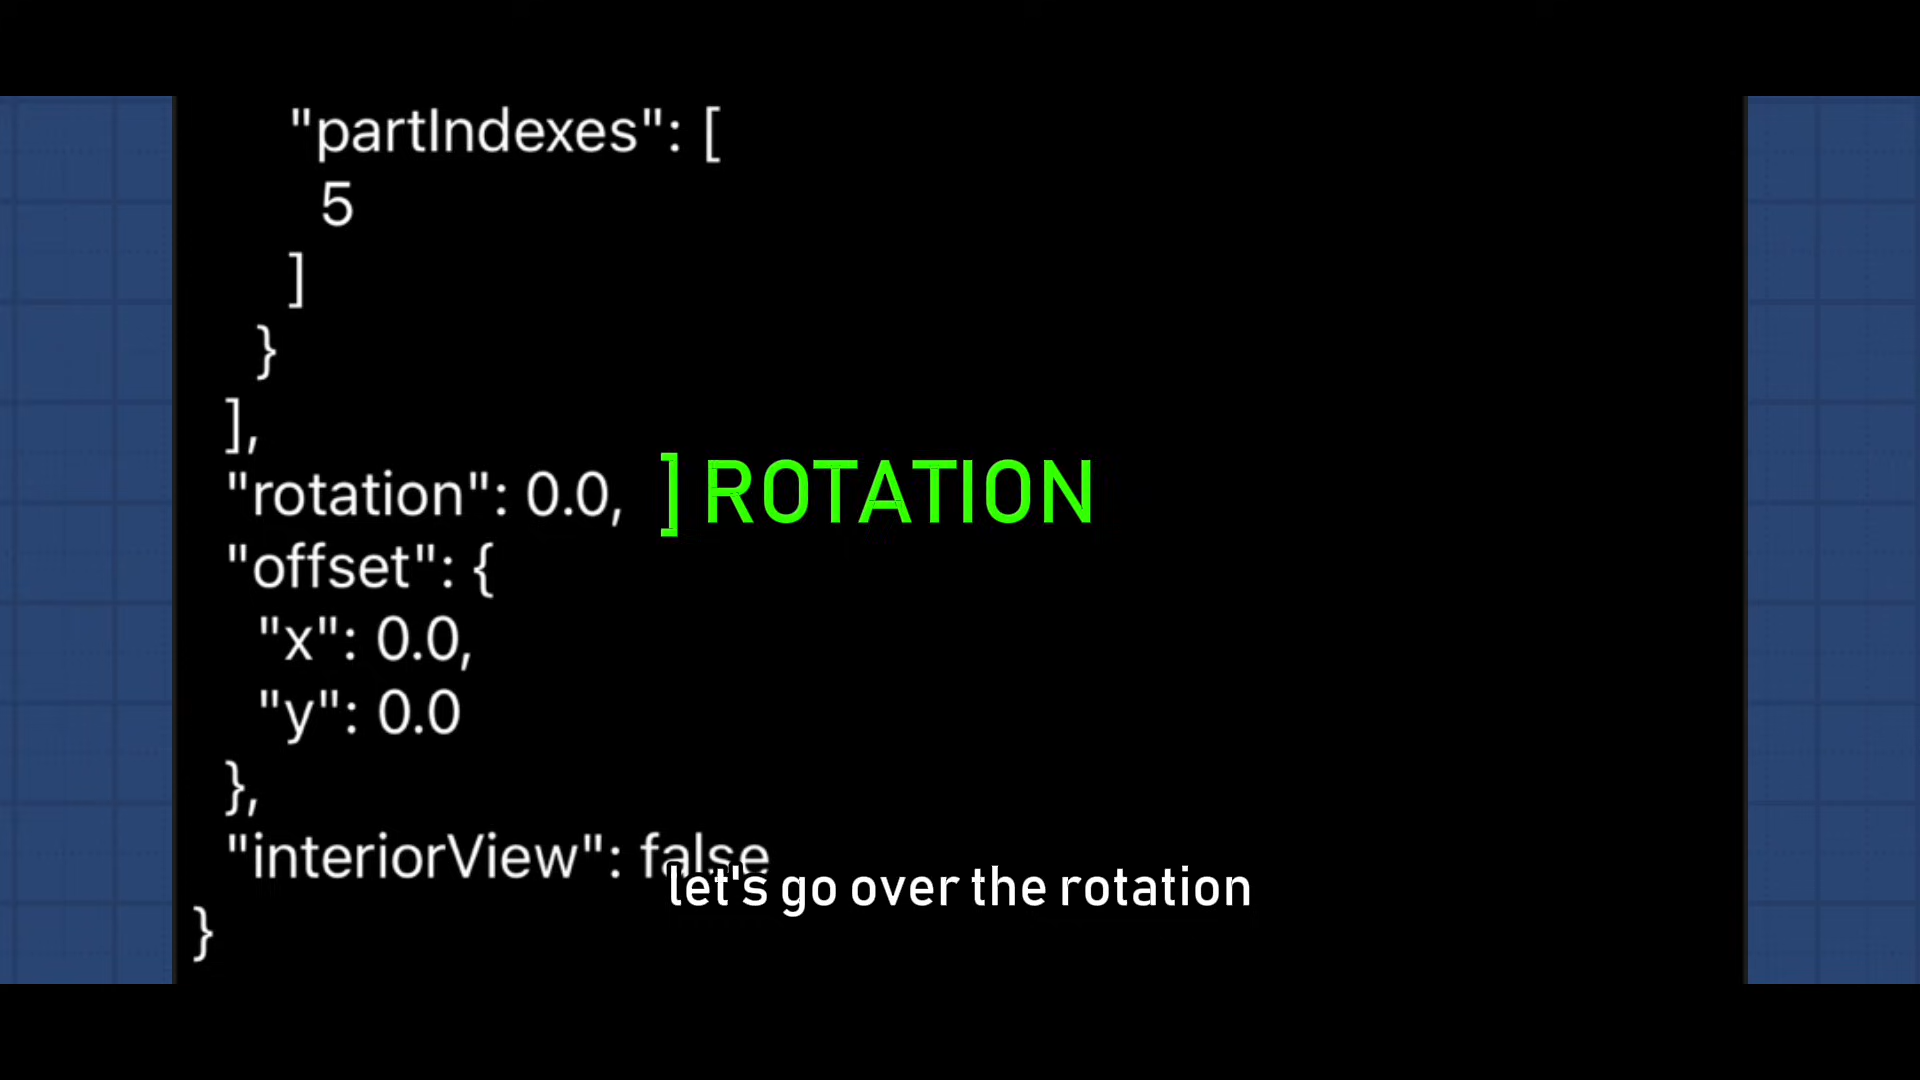 "partIndexes": [
5
]
}
],
"rotation": 0.0, ] ROTATION
"offset": {
"x": 0.0,
"y": 0.0
},
"interiorView": false
let's go over the rotation
}